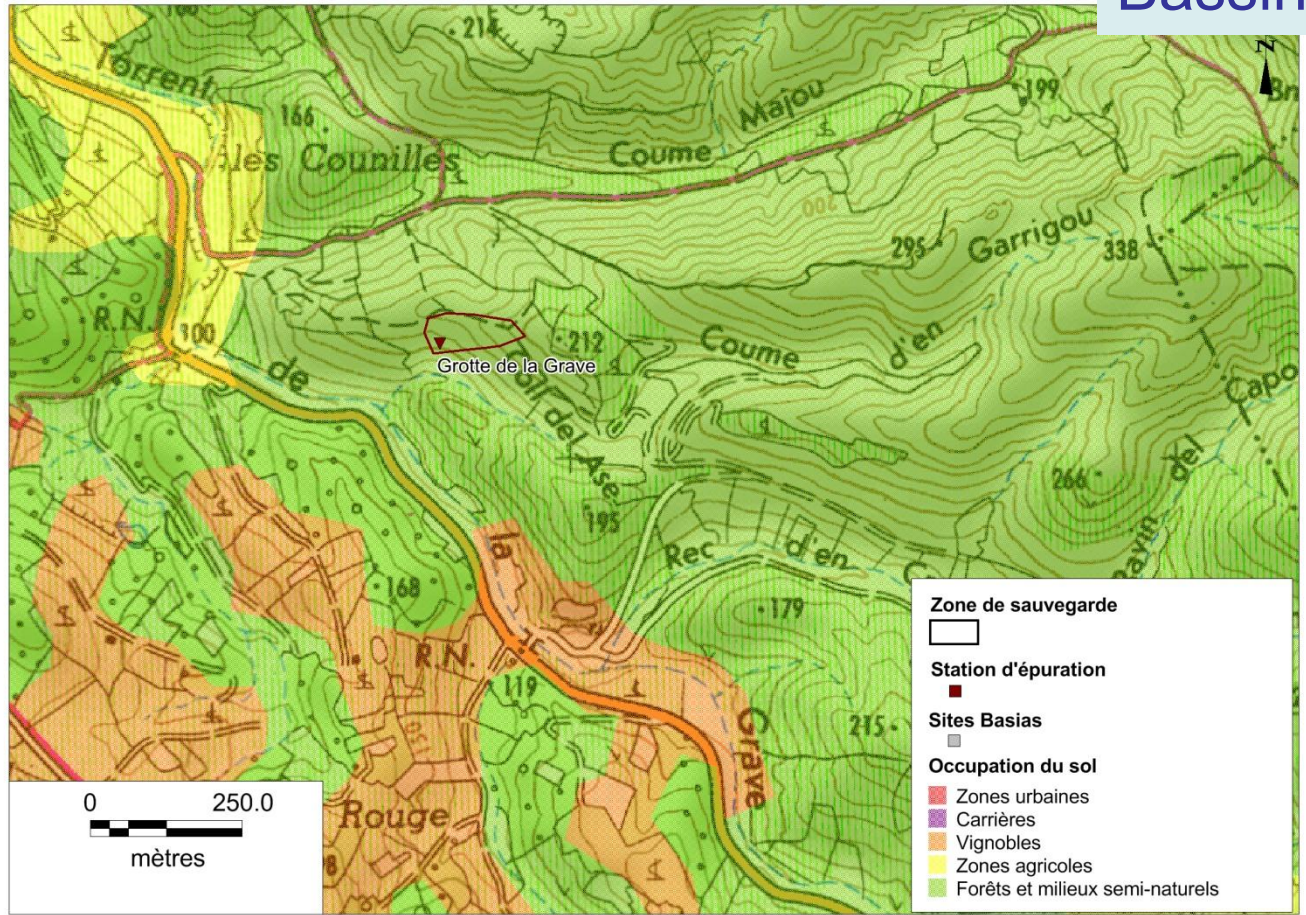 Bassin
N
214
Torrent
199
Majou
166
les Counilles
Coume
200
Garrigou
295
338
d'en
R.N.
100
212
Coume
Grotte de la Grave
de
del Ase
Capo
266
del
195
la
Rec d'en
Ravin
168
179
R.N.
119
215
Grave
150
Rouge
0 250.0
mètres
Zone de sauvegarde
Station d'épuration
Sites Basias
Occupation du sol
Zones urbaines
Carrières
Vignobles
Zones agricoles
Forêts et milieux semi-naturels